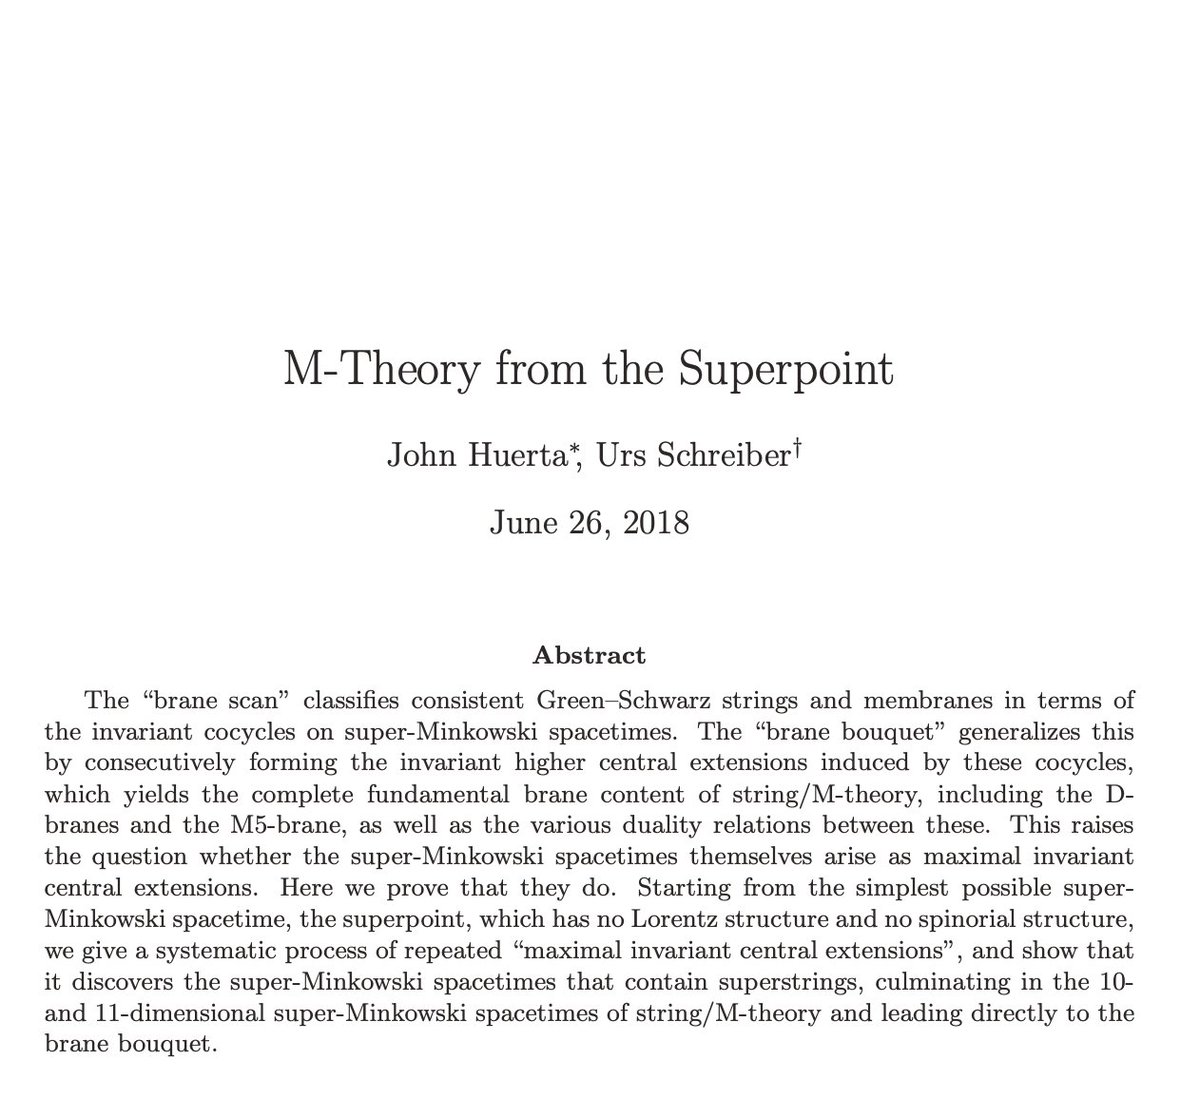 M-Theory from the Superpoint
John Huerta*, Urs Schreiber†
June 26, 2018
Abstract
The “brane scan” classifies consistent Green–Schwarz strings and membranes in terms of
the invariant cocycles on super-Minkowski spacetimes. The “brane bouquet” generalizes this
by consecutively forming the invariant higher central extensions induced by these cocycles,
which yields the complete fundamental brane content of string/M-theory, including the D-
branes and the M5-brane, as well as the various duality relations between these. This raises
the question whether the super-Minkowski spacetimes themselves arise as maximal invariant
central extensions. Here we prove that they do. Starting from the simplest possible super-
Minkowski spacetime, the superpoint, which has no Lorentz structure and no spinorial structure,
we give a systematic process of repeated “maximal invariant central extensions”, and show that
it discovers the super-Minkowski spacetimes that contain superstrings, culminating in the 10-
and 11-dimensional super-Minkowski spacetimes of string/M-theory and leading directly to the
brane bouquet.